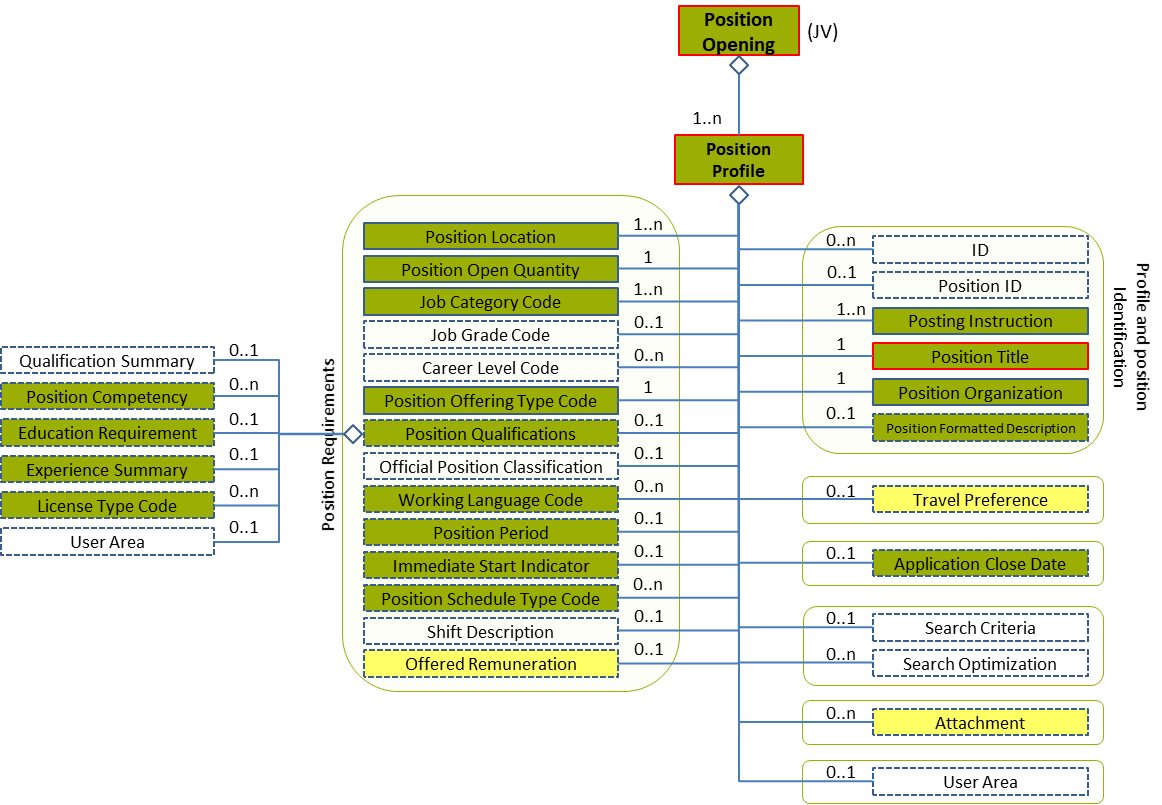 Position
Opening
(JV)
1..n
Position
Profile
Position Requirements
Position Location
1..n
Position Open Quantity
1
Job Category Code
1..n
Job Grade Code
0..1
Career Level Code
0..n
Position Offering Type Code
1
Position Qualifications
0..1
Official Position Classification
0..1
Working Language Code
0..n
Position Period
0..1
Immediate Start Indicator
0..1
Position Schedule Type Code
0..n
Shift Description
0..1
Offered Remuneration
0..1
Qualification Summary
0..1
Position Competency
0..n
Education Requirement
0..1
Experience Summary
0..1
License Type Code
0..n
User Area
0..1
Profile and position
Identification
0..n
ID
0..1
Position ID
1..n
Posting Instruction
1
Position Title
1
Position Organization
0..1
Position Formatted Description
0..1
Travel Preference
0..1
Application Close Date
0..1
Search Criteria
0..n
Search Optimization
0..n
Attachment
0..1
User Area